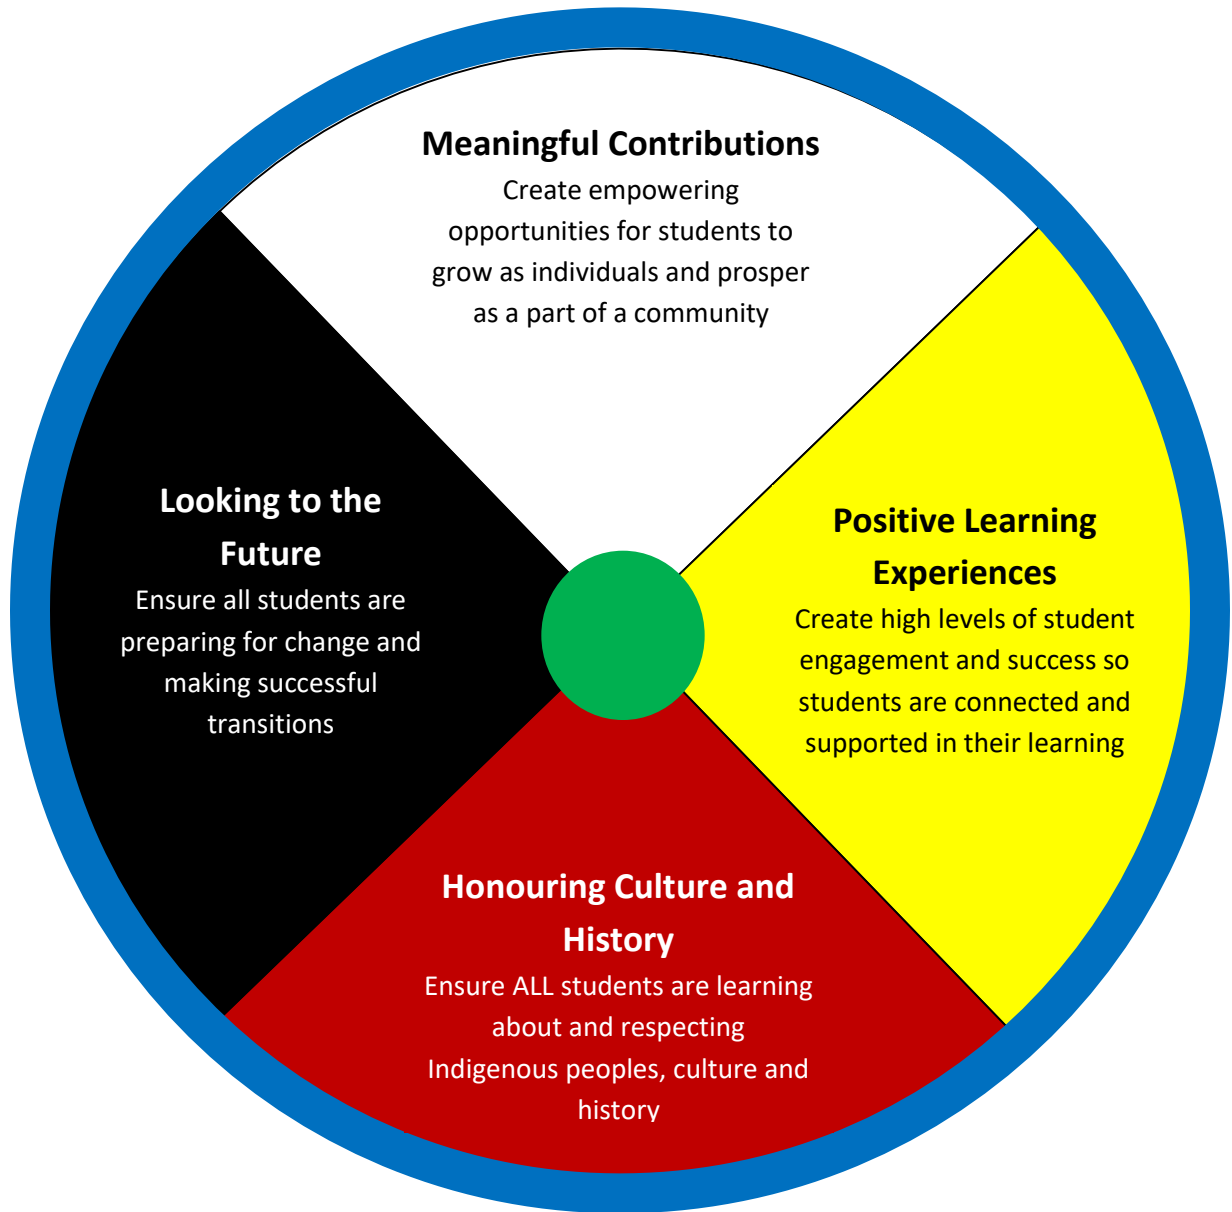 Meaningful Contributions
Create empowering
opportunities for students to
grow as individuals and prosper
as a part of a community
Looking to the
Future
Ensure all students are
preparing for change and
making successful
transitions
Positive Learning
Experiences
Create high levels of student
engagement and success so
students are connected and
supported in their learning
Honouring Culture and
History
Ensure ALL students are learning
about and respecting
Indigenous peoples, culture and
history